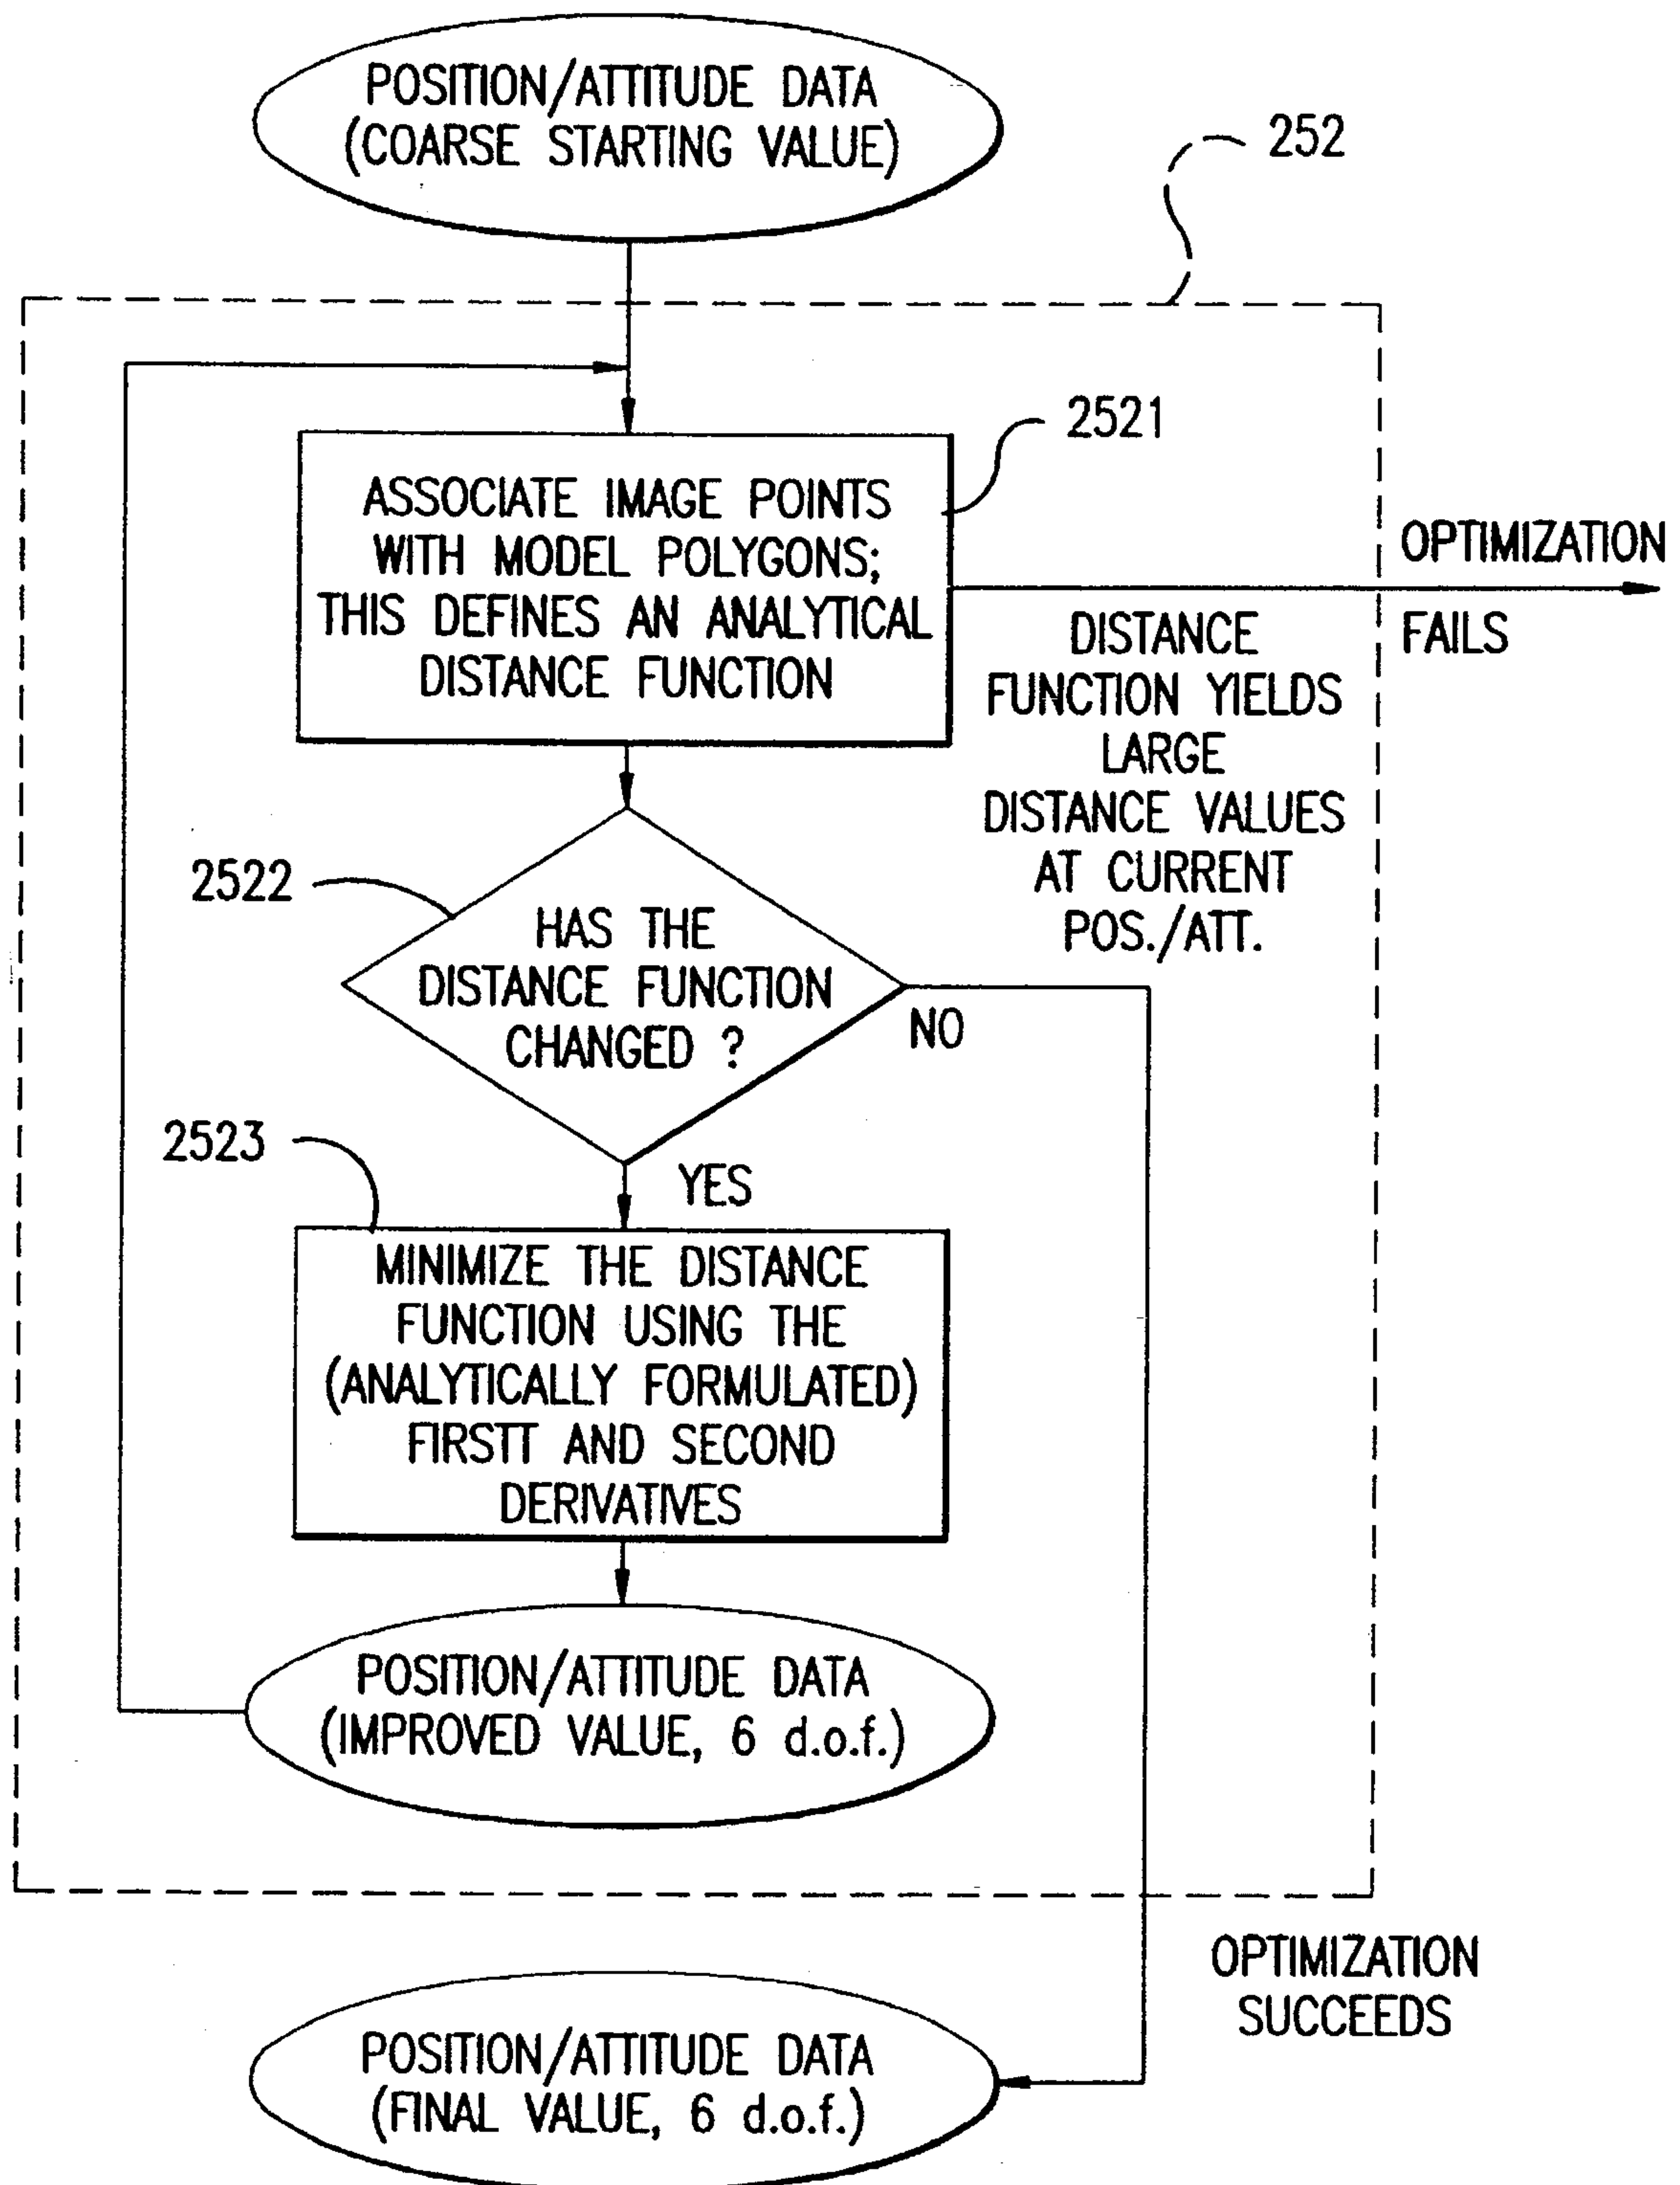 POSITION/ATTITUDE DATA
(COARSE STARTING VALUE)
252
2521
ASSOCIATE IMAGE POINTS
WITH MODEL POLYGONS;
THIS DEFINES AN ANALYTICAL
DISTANCE FUNCTION
OPTIMIZATION
FAILS
DISTANCE
FUNCTION YIELDS
LARGE
DISTANCE VALUES
AT CURRENT
POS./ATT.
2522
HAS THE
DISTANCE FUNCTION
CHANGED ?
NO
YES
2523
MINIMIZE THE DISTANCE
FUNCTION USING THE
(ANALYTICALLY FORMULATED)
FIRSTT AND SECOND
DERIVATIVES
POSITION/ATTITUDE DATA
(IMPROVED VALUE, 6 d.o.f.)
OPTIMIZATION
SUCCEEDS
POSITION/ATTITUDE DATA
(FINAL VALUE, 6 d.o.f.)